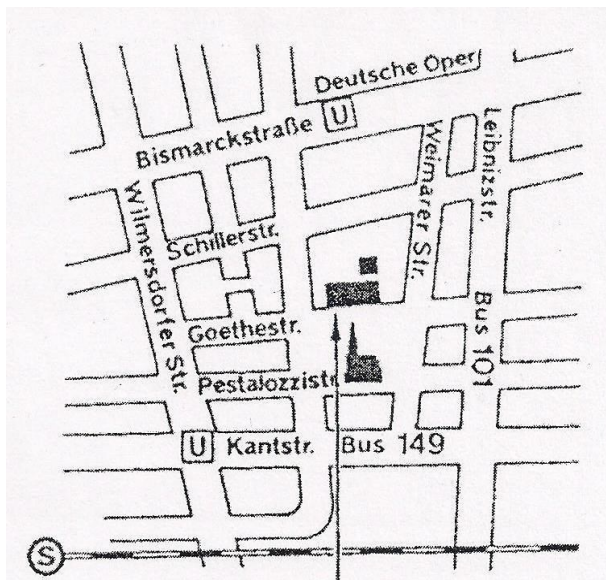 Deutsche Oper
U
Bismarckstraße
Leibnizstr.
Weimarer Str.
Wilmersdorfer Str.
Schillerstr.
Goethestr.
Bus 101
Pestalozzistr.
U Kantstr. Bus 149
S